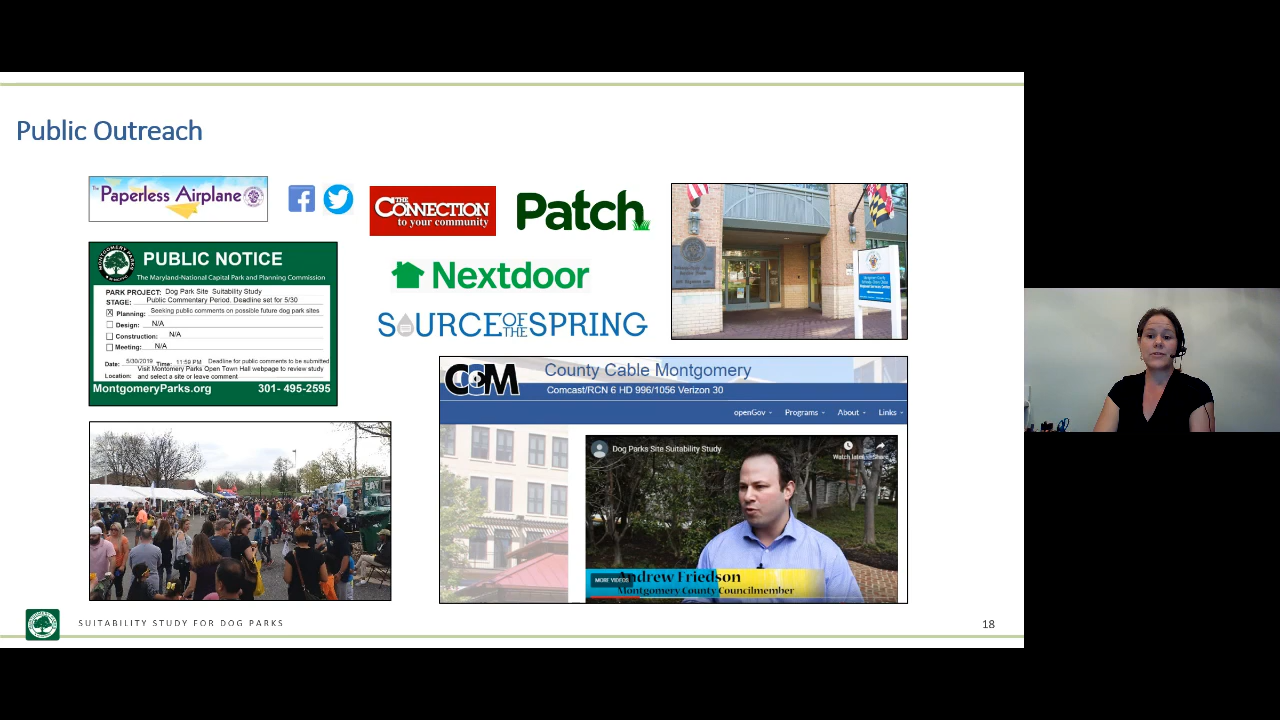 Public Outreach
The Paperless Airplane
THE CONNECTION
to your community
Patch
Nextdoor
SOURCE OF THE SPRING
PUBLIC NOTICE
The Maryland-National Capital Park and Planning Commission
PARK PROJECT: Dog Park Site Suitability Study
STAGE: Public Commentary Period. Deadline set for 5/30
X Planning: Seeking public comments on possible future dog park sites
Design: N/A
Construction: N/A
Meeting: N/A
Date: 5/30/2019 Time: 11:59 PM Deadline for public comments to be submitted
Location: Visit Montomery Parks Open Town Hall webpage to review study
and select a site or leave comment
MontgomeryParks.org 301- 495-2595
CCM
County Cable Montgomery
Comcast/RCN 6 HD 996/1056 Verizon 30
openGov Programs About Links
Dog Parks Site Suitability Study
Watch later Share
MORE VIDEOS
Andrew Friedson
Montgomery County Councilmember
EAT
SUITABILITY STUDY FOR DOG PARKS
18